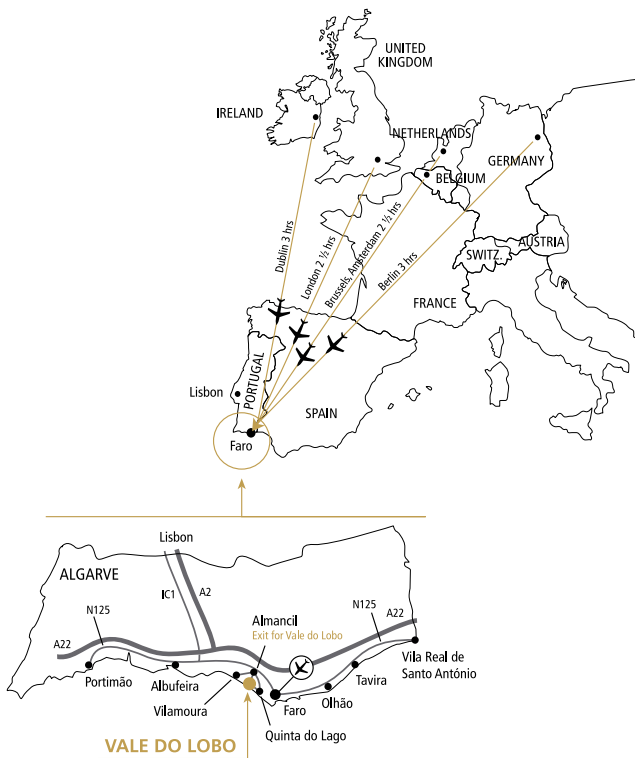 UNITED
KINGDOM
IRELAND
NETHERLANDS
GERMANY
BELGIUM
Dublin 3 hrs
London 2 ½ hrs
Brussels, Amsterdam 2 ½ hrs
Berlin 3 hrs
AUSTRIA
SWITZ.
FRANCE
PORTUGAL
Lisbon
SPAIN
Faro
Lisbon
ALGARVE
IC1
A2
N125
A22
Almancil
Exit for Vale do Lobo
N125
A22
Vila Real de
Santo António
Portimão
Albufeira
Vilamoura
Faro
Olhão
Tavira
Quinta do Lago
VALE DO LOBO